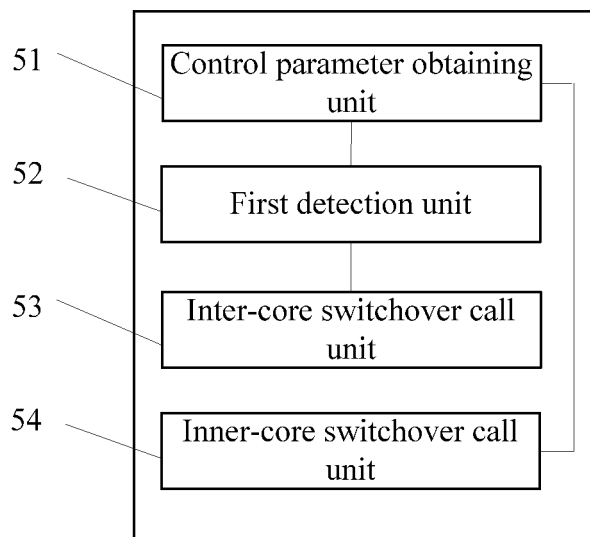 51
Control parameter obtaining
unit
52
First detection unit
53
Inter-core switchover call
unit
54
Inner-core switchover call
unit